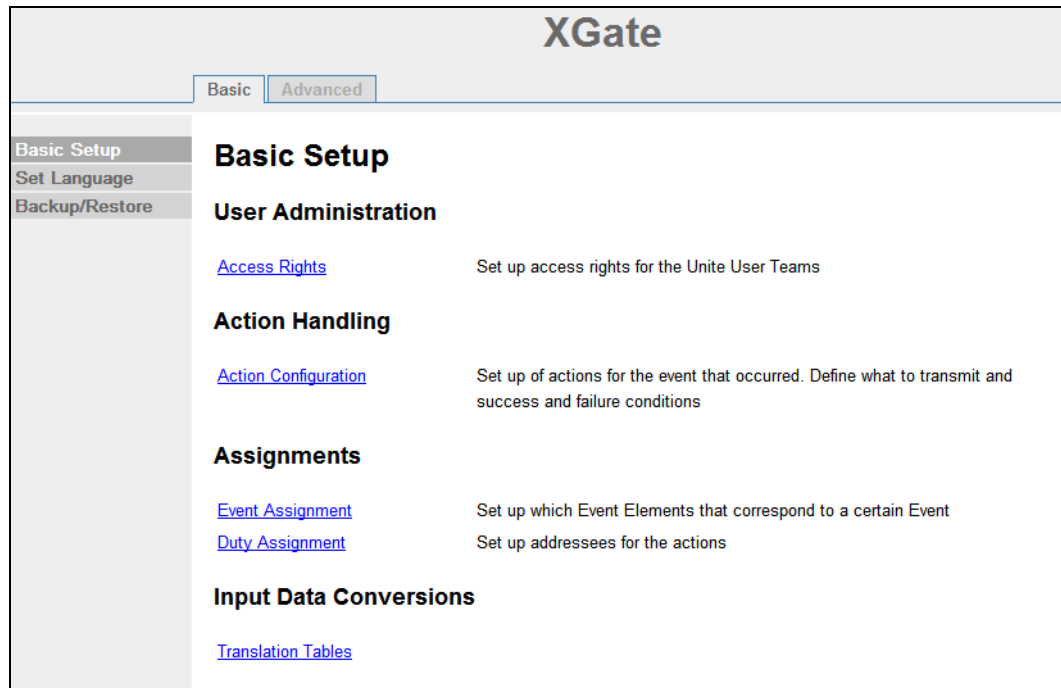 XGate
Basic
Advanced
Basic Setup
Set Language
Backup/Restore
Basic Setup
User Administration
Access Rights Set up access rights for the Unite User Teams
Action Handling
Action Configuration Set up of actions for the event that occurred. Define what to transmit and
success and failure conditions
Assignments
Event Assignment Set up which Event Elements that correspond to a certain Event
Duty Assignment Set up addressees for the actions
Input Data Conversions
Translation Tables